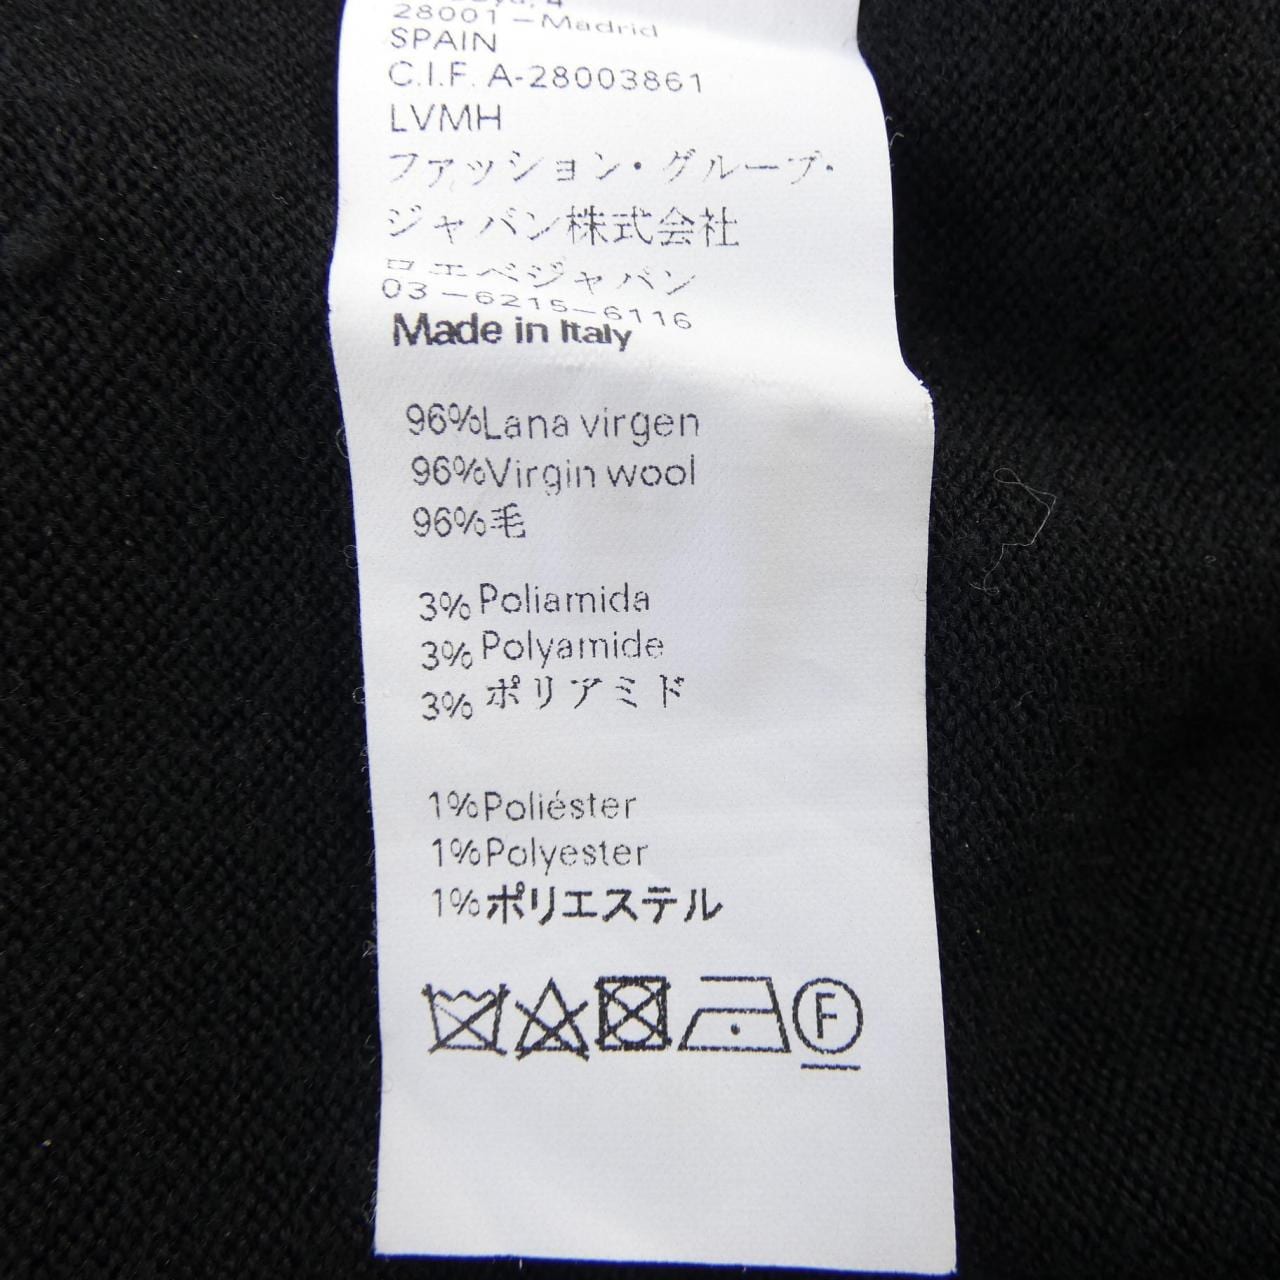 28001-Madrid
SPAIN
C.I.F. A-28003861
LVMH
ファッション・グループ・
ジャパン株式会社
ロエベジャパン
03-6215-6116
Made in Italy
96%Lana virgen
96%Virgin wool
96%毛
3%Poliamida
3%Polyamide
3%ポリアミド
1%Poliéster
1%Polyester
1%ポリエステル
F